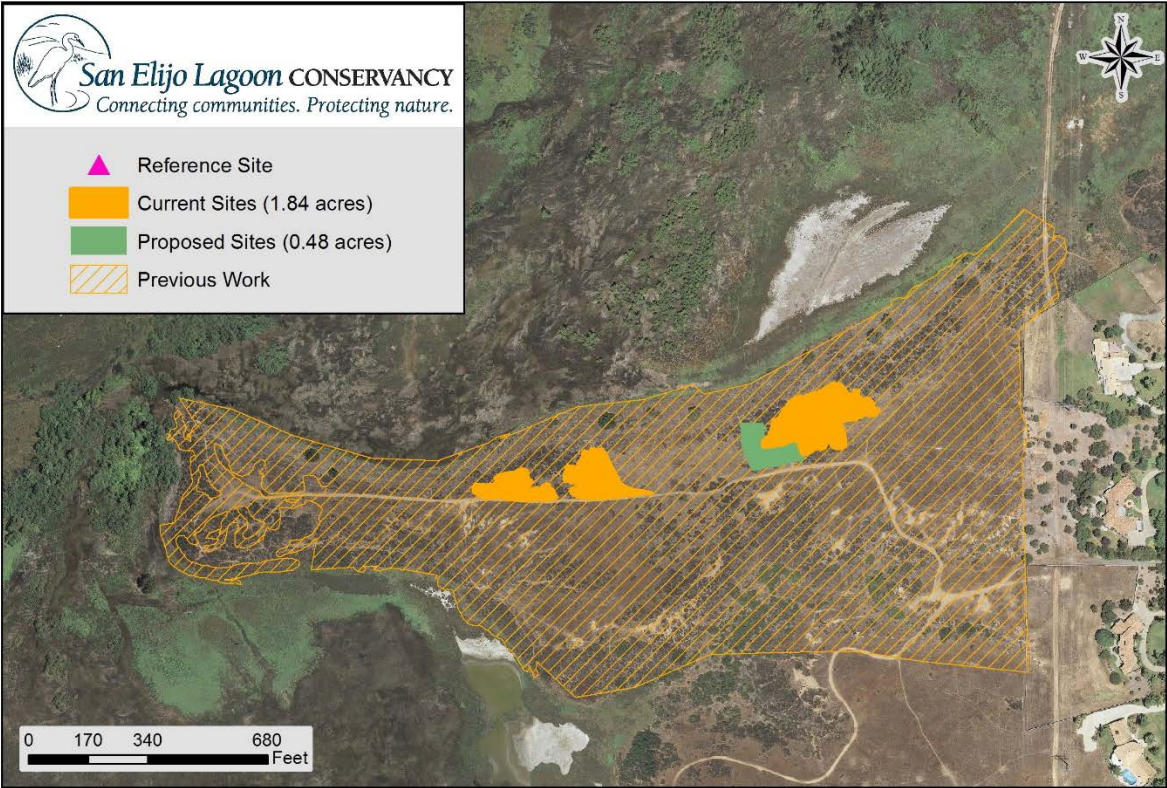 San Elijo Lagoon CONSERVANCY
Connecting communities. Protecting nature.
Reference Site
Current Sites (1.84 acres)
Proposed Sites (0.48 acres)
Previous Work
N
W E
S
0 170 340 680
Feet